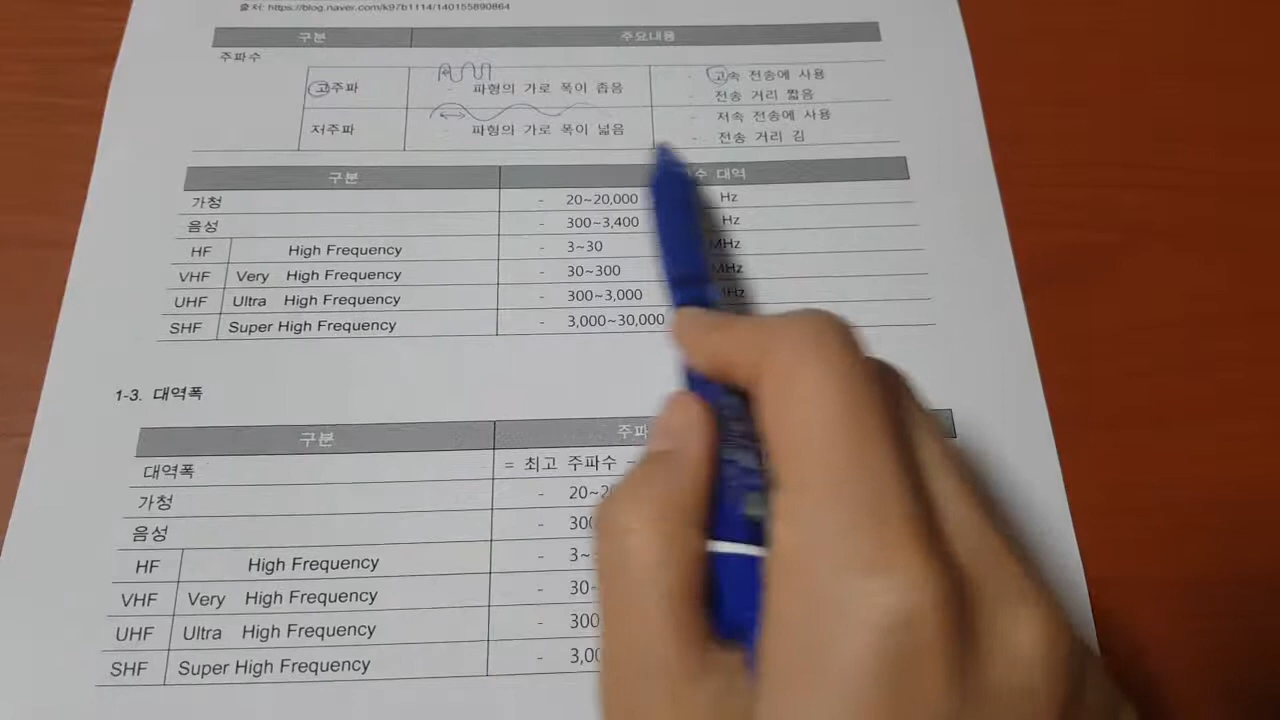 출처: https://blog.naver.com/k97b1114/140155890864
구분 주요내용
주파수
고주파 - 파형의 가로 폭이 좁음 - 고속 전송에 사용
- 전송 거리 짧음
저주파 - 파형의 가로 폭이 넓음 - 저속 전송에 사용
- 전송 거리 김
구분 대역
가청 - 20~20,000 Hz
음성 - 300~3,400 Hz
HF High Frequency - 3~30 MHz
VHF Very High Frequency - 30~300 MHz
UHF Ultra High Frequency - 300~3,000 MHz
SHF Super High Frequency - 3,000~30,000
1-3. 대역폭
구분
대역폭 = 최고 주파수 -
가청 -
음성 -
HF High Frequency -
VHF Very High Frequency -
UHF Ultra High Frequency -
SHF Super High Frequency -